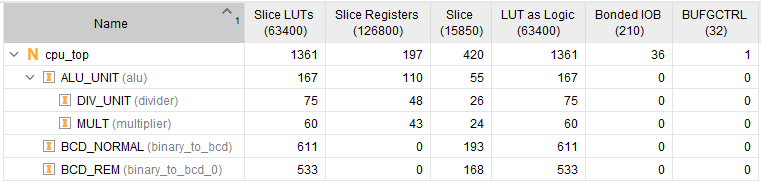 Name 1 Slice LUTs (63400) Slice Registers (126800) Slice (15850) LUT as Logic (63400) Bonded IOB (210) BUFGCTRL (32)
N cpu_top 1361 197 420 1361 36 1
I ALU_UNIT (alu) 167 110 55 167 0 0
I DIV_UNIT (divider) 75 48 26 75 0 0
I MULT (multiplier) 60 43 24 60 0 0
I BCD_NORMAL (binary_to_bcd) 611 0 193 611 0 0
I BCD_REM (binary_to_bcd_0) 533 0 168 533 0 0